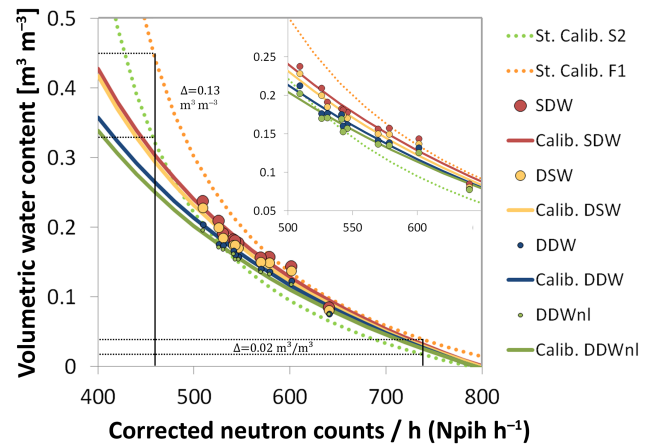 Volumetric water content [m³ m⁻³]
0.5
0.4
0.3
0.2
0.1
0
400
500
600
700
800
Corrected neutron counts / h (Npih h⁻¹)
Δ=0.13
m³ m⁻³
Δ=0.02 m³/m³
0.25
0.2
0.15
0.1
0.05
500
550
600
St. Calib. S2
St. Calib. F1
SDW
Calib. SDW
DSW
Calib. DSW
DDW
Calib. DDW
DDWnl
Calib. DDWnl